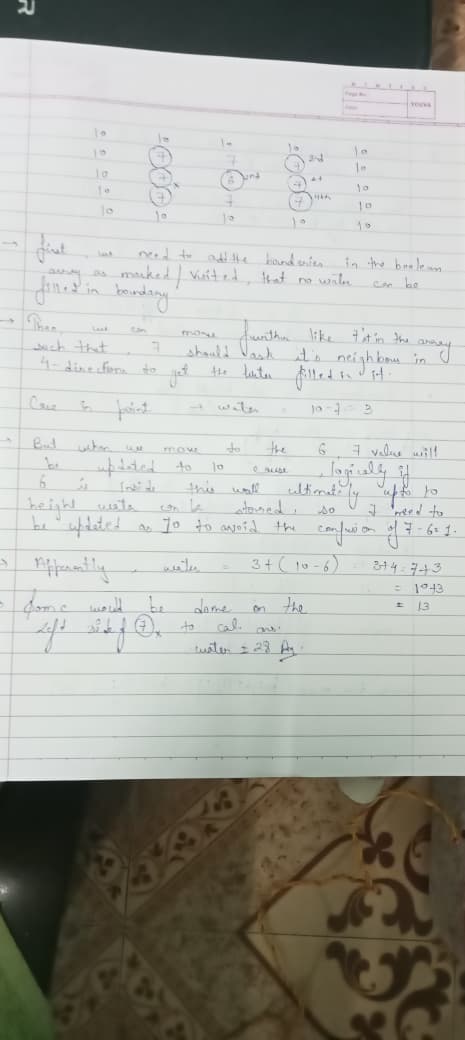 Page No.
Date
YOUVA
10 10 10 10 10
10 7 7 7 3rd 10
10 7 6 2nd 7 1st 10
10 7 x 7 7 4th 10
10 10 10 10 10
→ first, we need to add the boundaries in the boolean
array as marked/visited, that no water can be
filled in boundary
→ Then, we can move further like 7 1st in the array
such that, 7 should ask it's neighbour in
4-directions to get the water filled in it.
Case in point → water = 10-7 = 3
→ But when we move to the 6, 7 value will
be updated to 10 cause, logically if
6 is inside this wall ultimately upto 10
height water can be stored, so 7 need to
be updated as 10 to avoid the confusion of 7-6=1.
→ Apparently, water = 3+(10-6) = 3+4=7+3
= 10+3
= 13
Same would be done on the
left side of 7 x to cal. ans.
water = 28 Ans.